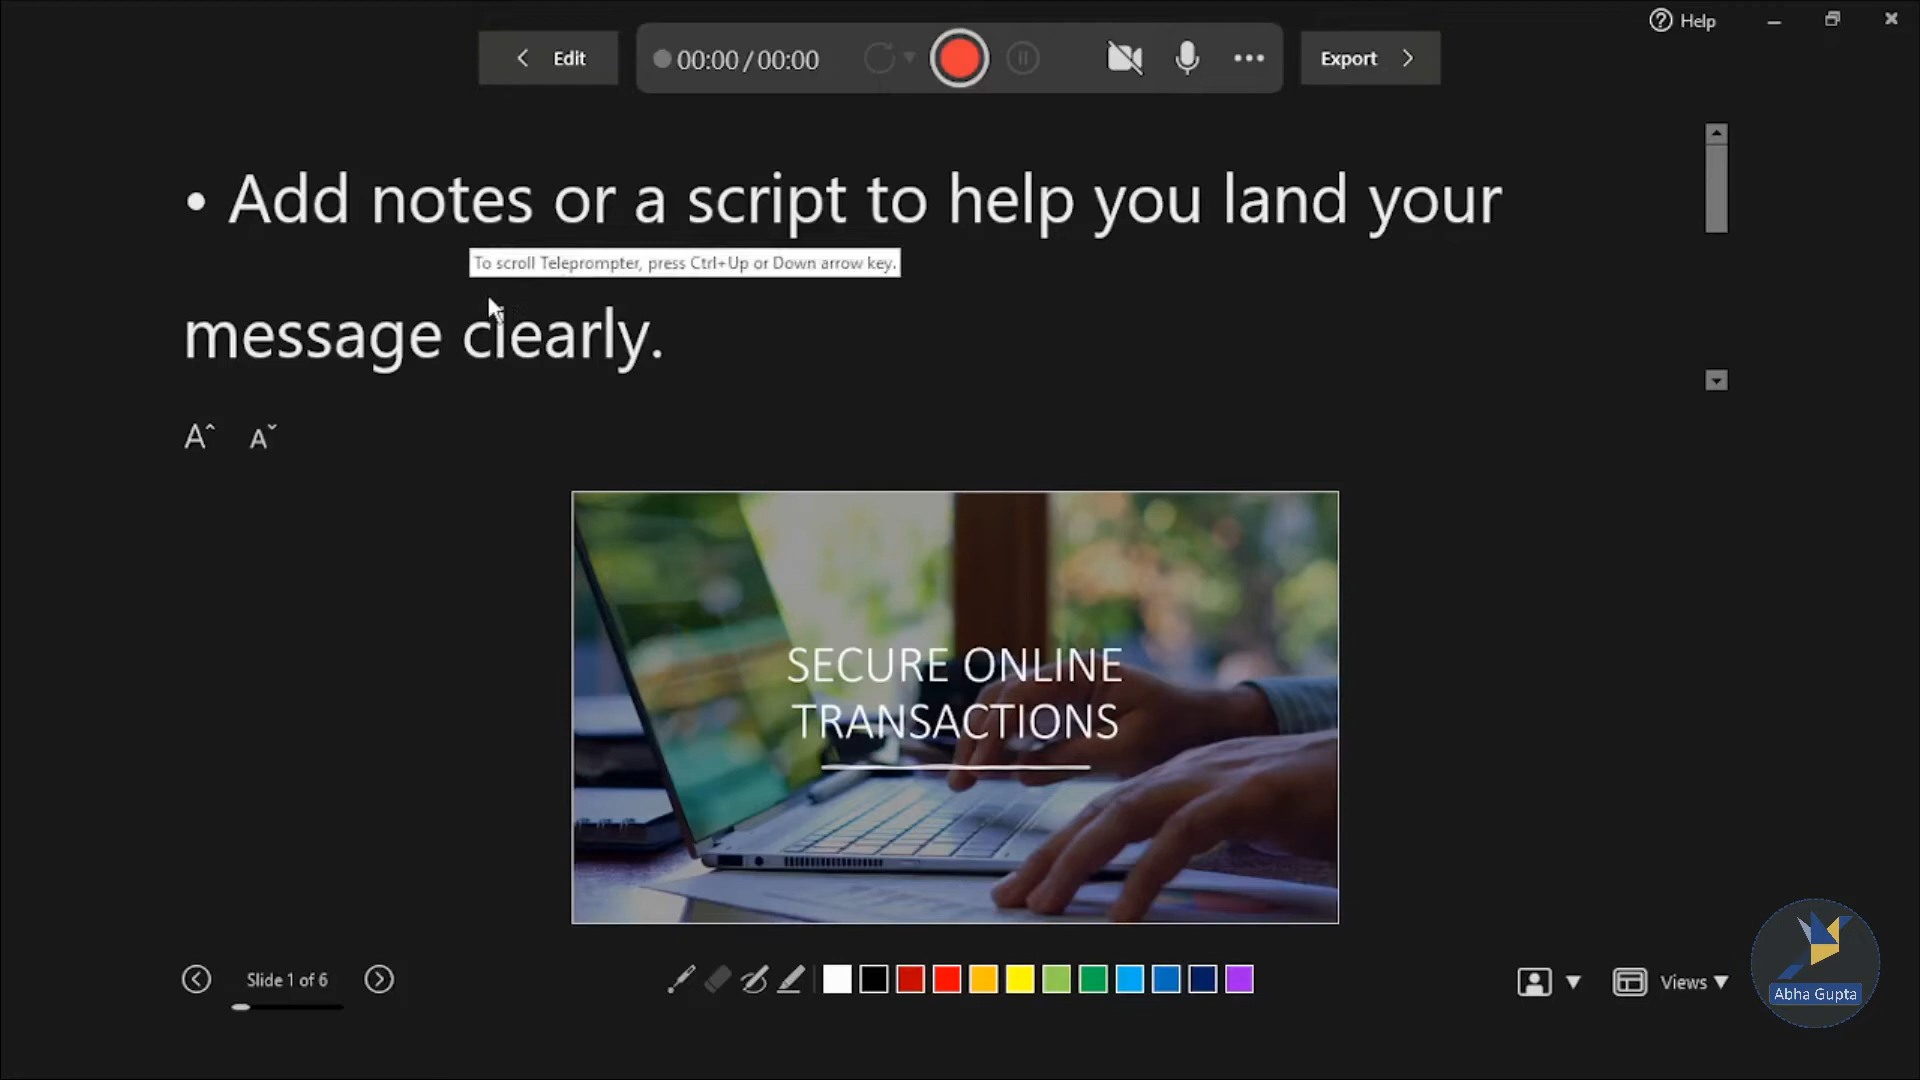 Help
Edit
00:00 / 00:00
Export
• Add notes or a script to help you land your
To scroll Teleprompter, press Ctrl+Up or Down arrow key.
message clearly.
A A
SECURE ONLINE
TRANSACTIONS
Slide 1 of 6
Views
Abha Gupta